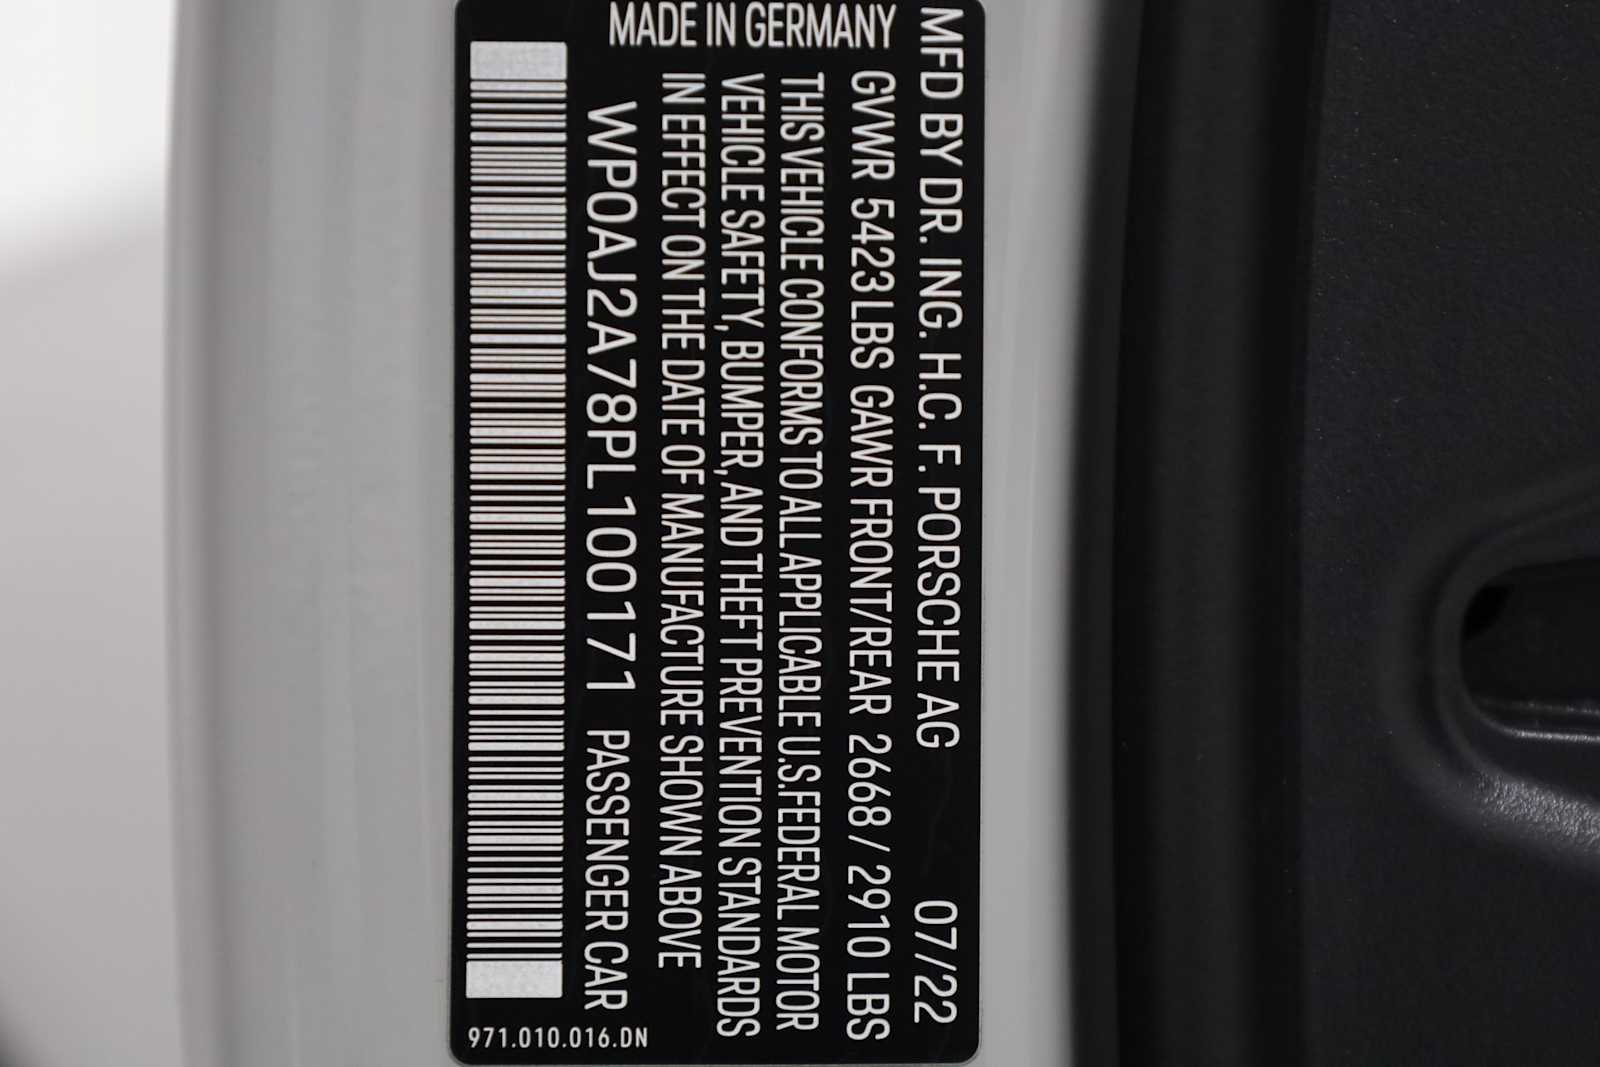 MFD BY DR. ING. H.C. F. PORSCHE AG 07/22
GVWR 5423 LBS GAWR FRONT/REAR 2668 / 2910 LBS
THIS VEHICLE CONFORMS TO ALL APPLICABLE U.S.FEDERAL MOTOR
VEHICLE SAFETY, BUMPER, AND THEFT PREVENTION STANDARDS
IN EFFECT ON THE DATE OF MANUFACTURE SHOWN ABOVE
WP0AJ2A78PL100171 PASSENGER CAR
MADE IN GERMANY
971.010.016.DN